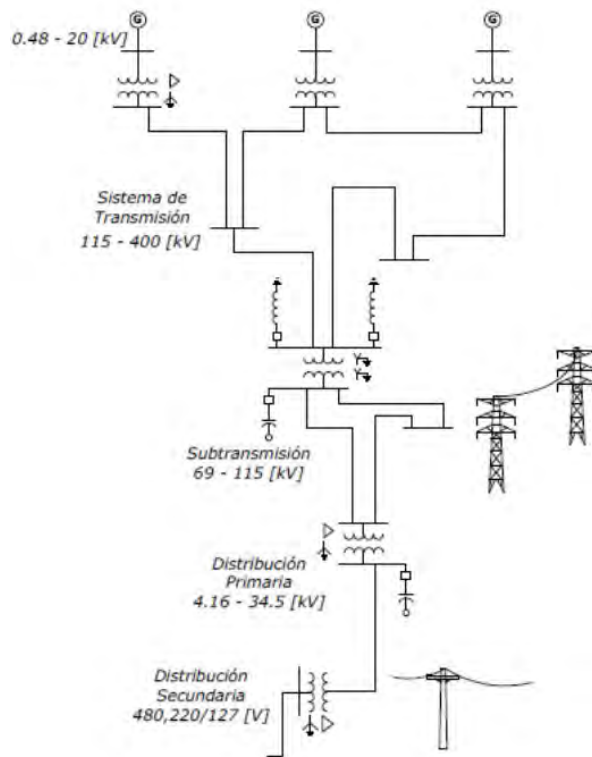 G
G
G
0.48 - 20 [kV]
Sistema de
Transmisión
115 - 400 [kV]
Subtransmisión
69 - 115 [kV]
Distribución
Primaria
4.16 - 34.5 [kV]
Distribución
Secundaria
480,220/127 [V]